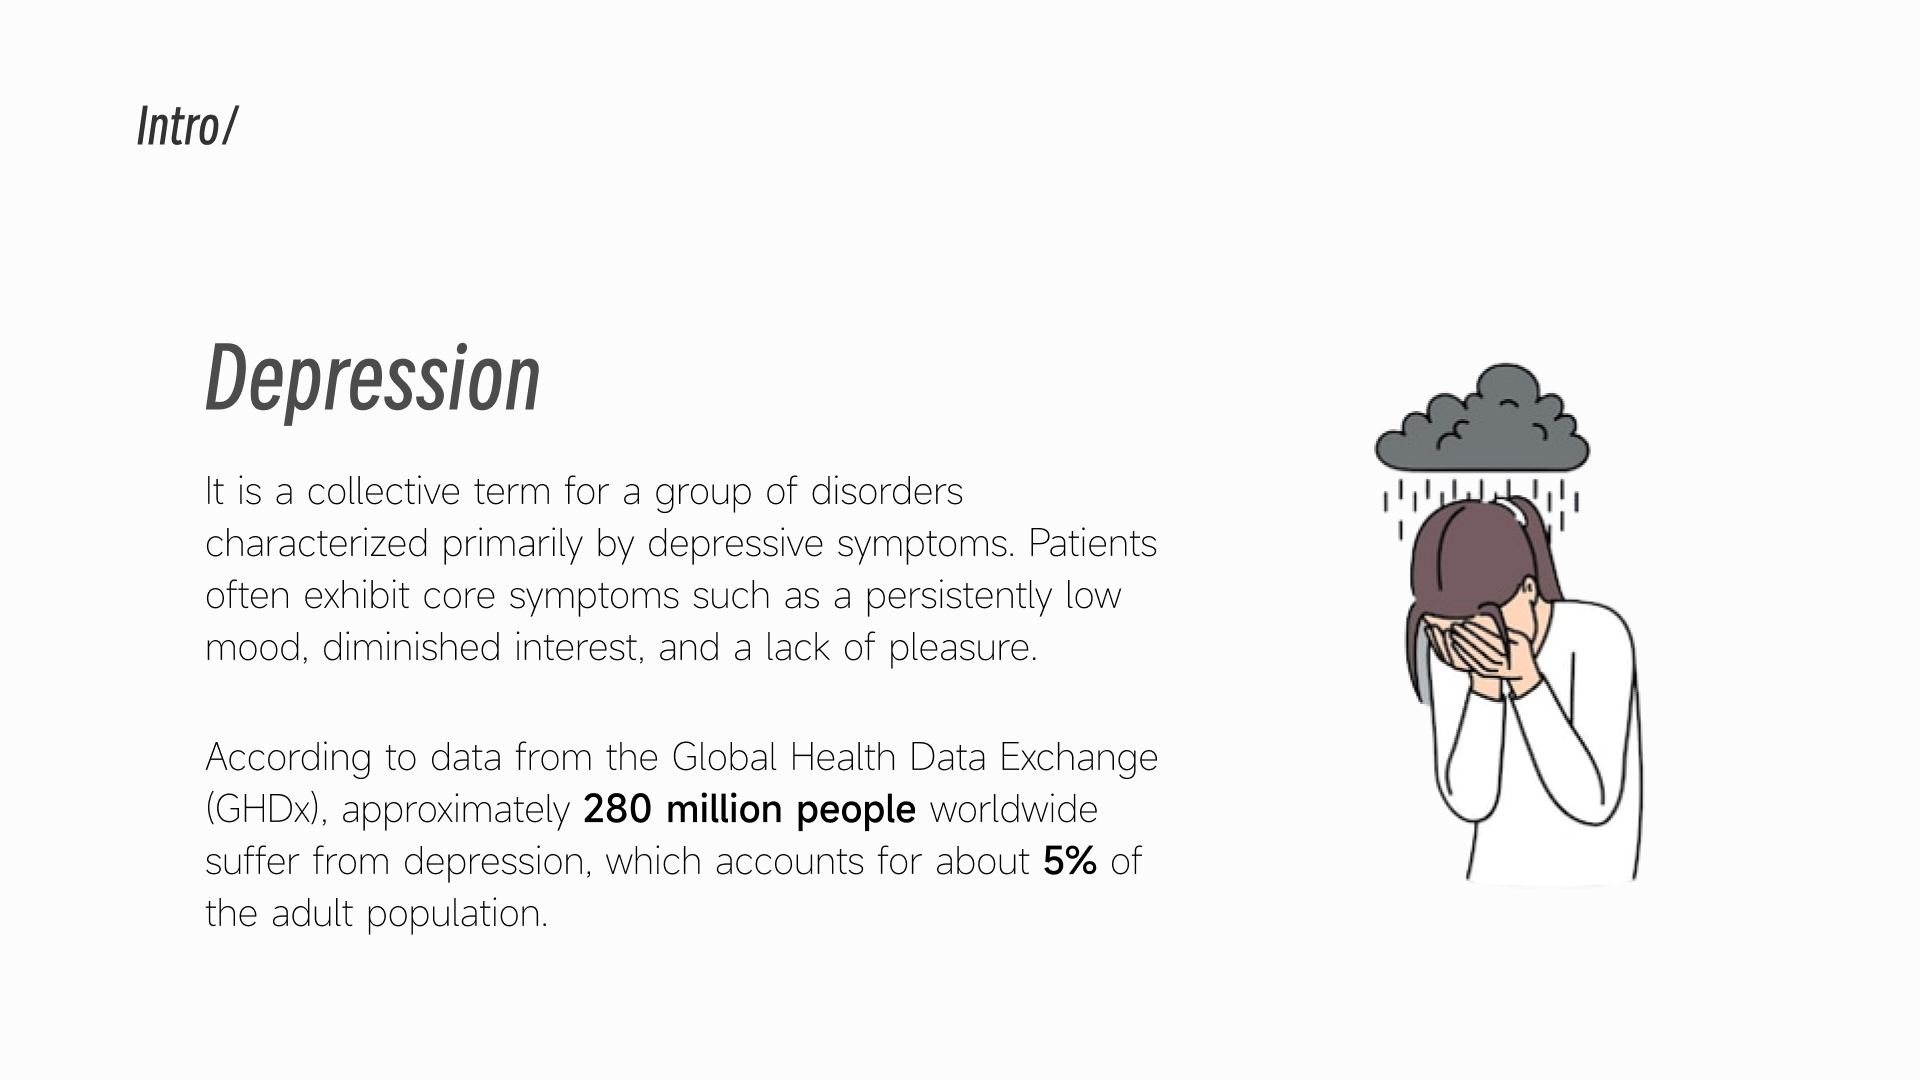 Intro/
Depression
It is a collective term for a group of disorders
characterized primarily by depressive symptoms. Patients
often exhibit core symptoms such as a persistently low
mood, diminished interest, and a lack of pleasure.
According to data from the Global Health Data Exchange
(GHDx), approximately 280 million people worldwide
suffer from depression, which accounts for about 5% of
the adult population.